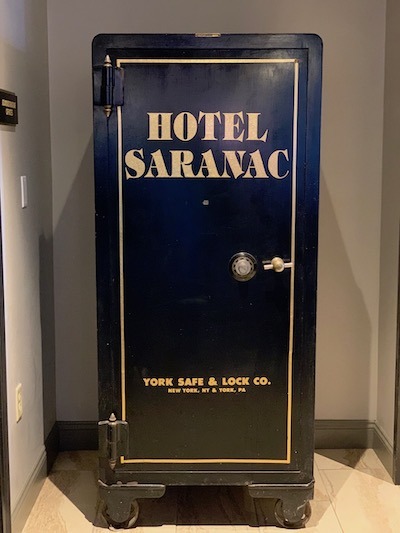 HOTEL
SARANAC
YORK SAFE & LOCK CO.
NEW YORK, NY & YORK, PA